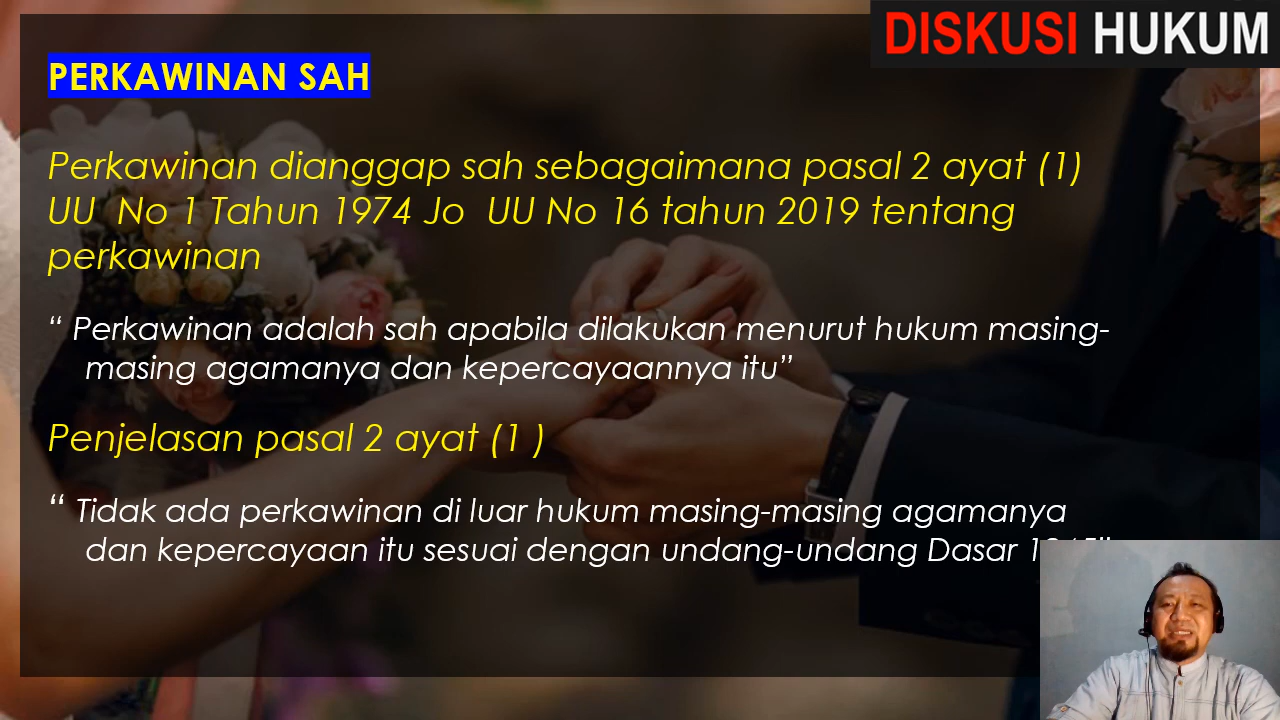 DISKUSI HUKUM
PERKAWINAN SAH
Perkawinan dianggap sah sebagaimana pasal 2 ayat (1)
UU No 1 Tahun 1974 Jo UU No 16 tahun 2019 tentang
perkawinan
“ Perkawinan adalah sah apabila dilakukan menurut hukum masing-
masing agamanya dan kepercayaannya itu”
Penjelasan pasal 2 ayat (1 )
“ Tidak ada perkawinan di luar hukum masing-masing agamanya
dan kepercayaan itu sesuai dengan undang-undang Dasar